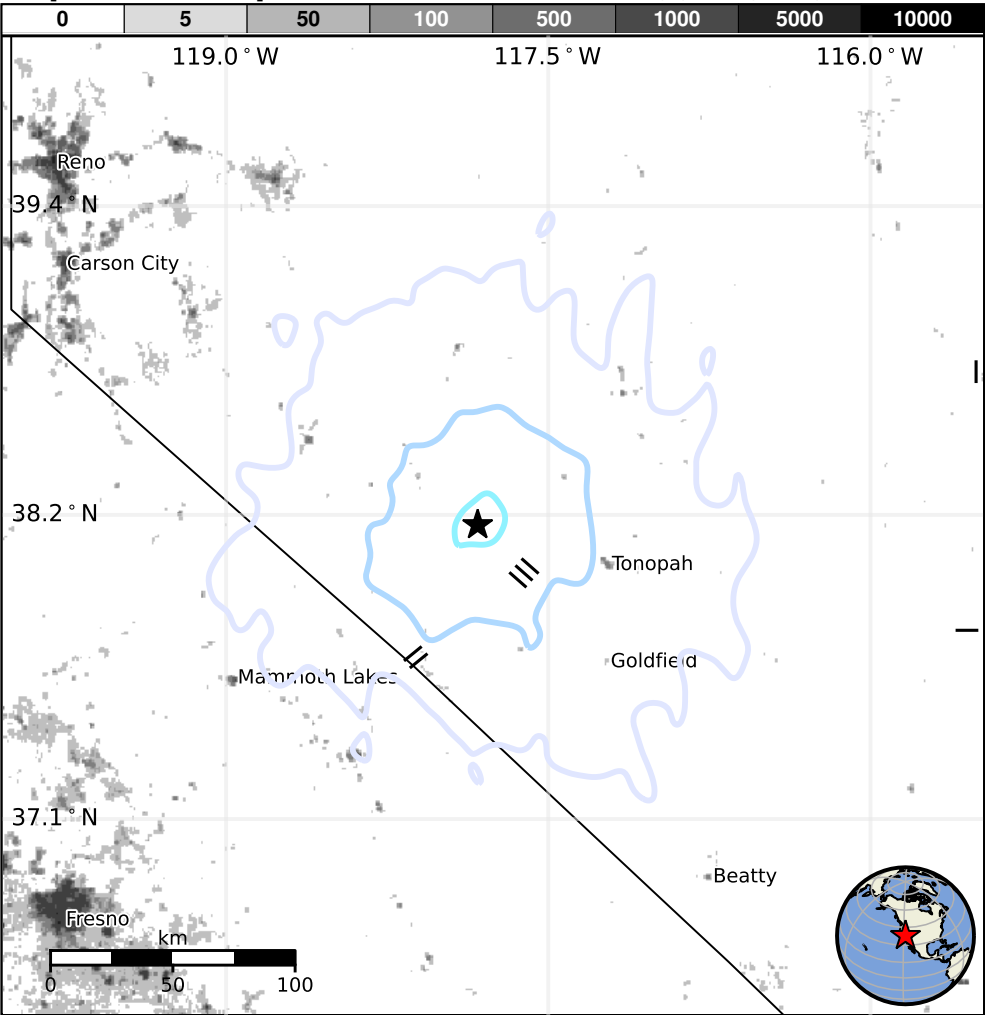 0 5 50 100 500 1000 5000 10000
119.0°W 117.5°W 116.0°W
Reno
39.4°N
Carson City
I
38.2°N
III
Tonopah
I
II
Goldfield
Mammoth Lakes
37.1°N
Beatty
Fresno
km
0 50 100